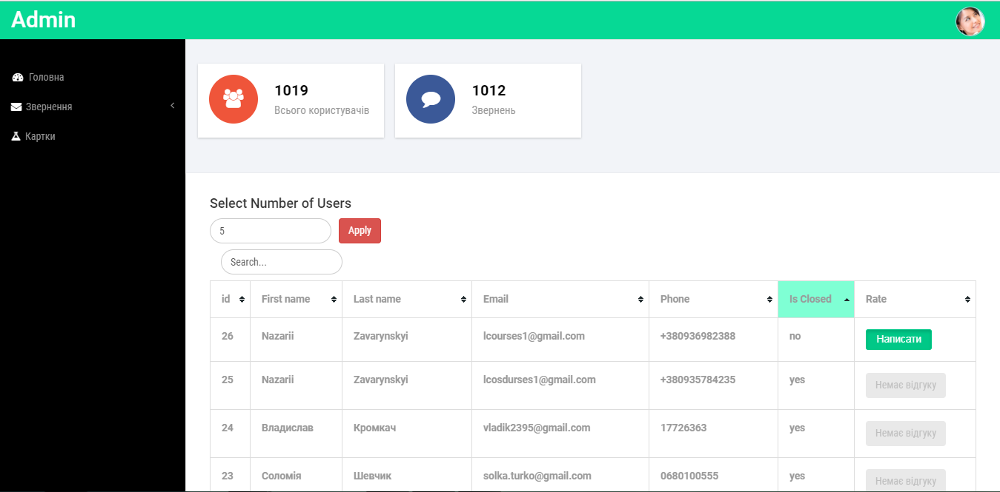 Admin
Головна
Звернення
Картки
1019
Всього користувачів
1012
Звернень
Select Number of Users
5
Apply
Search...
id First name Last name Email Phone Is Closed Rate
26 Nazarii Zavarynskyi lcourses1@gmail.com +380936982388 no Написати
25 Nazarii Zavarynskyi lcosdurses1@gmail.com +380935784235 yes Немає відгуку
24 Владислав Кромкач vladik2395@gmail.com 17726363 yes Немає відгуку
23 Соломія Шевчик solka.turko@gmail.com 0680100555 yes Немає відгуку